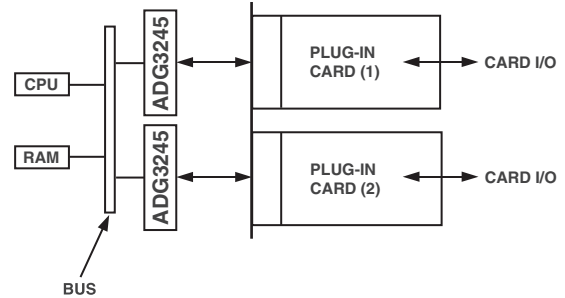 ADG3245
PLUG-IN
CARD (1)
CARD I/O
CPU
RAM
ADG3245
PLUG-IN
CARD (2)
CARD I/O
BUS